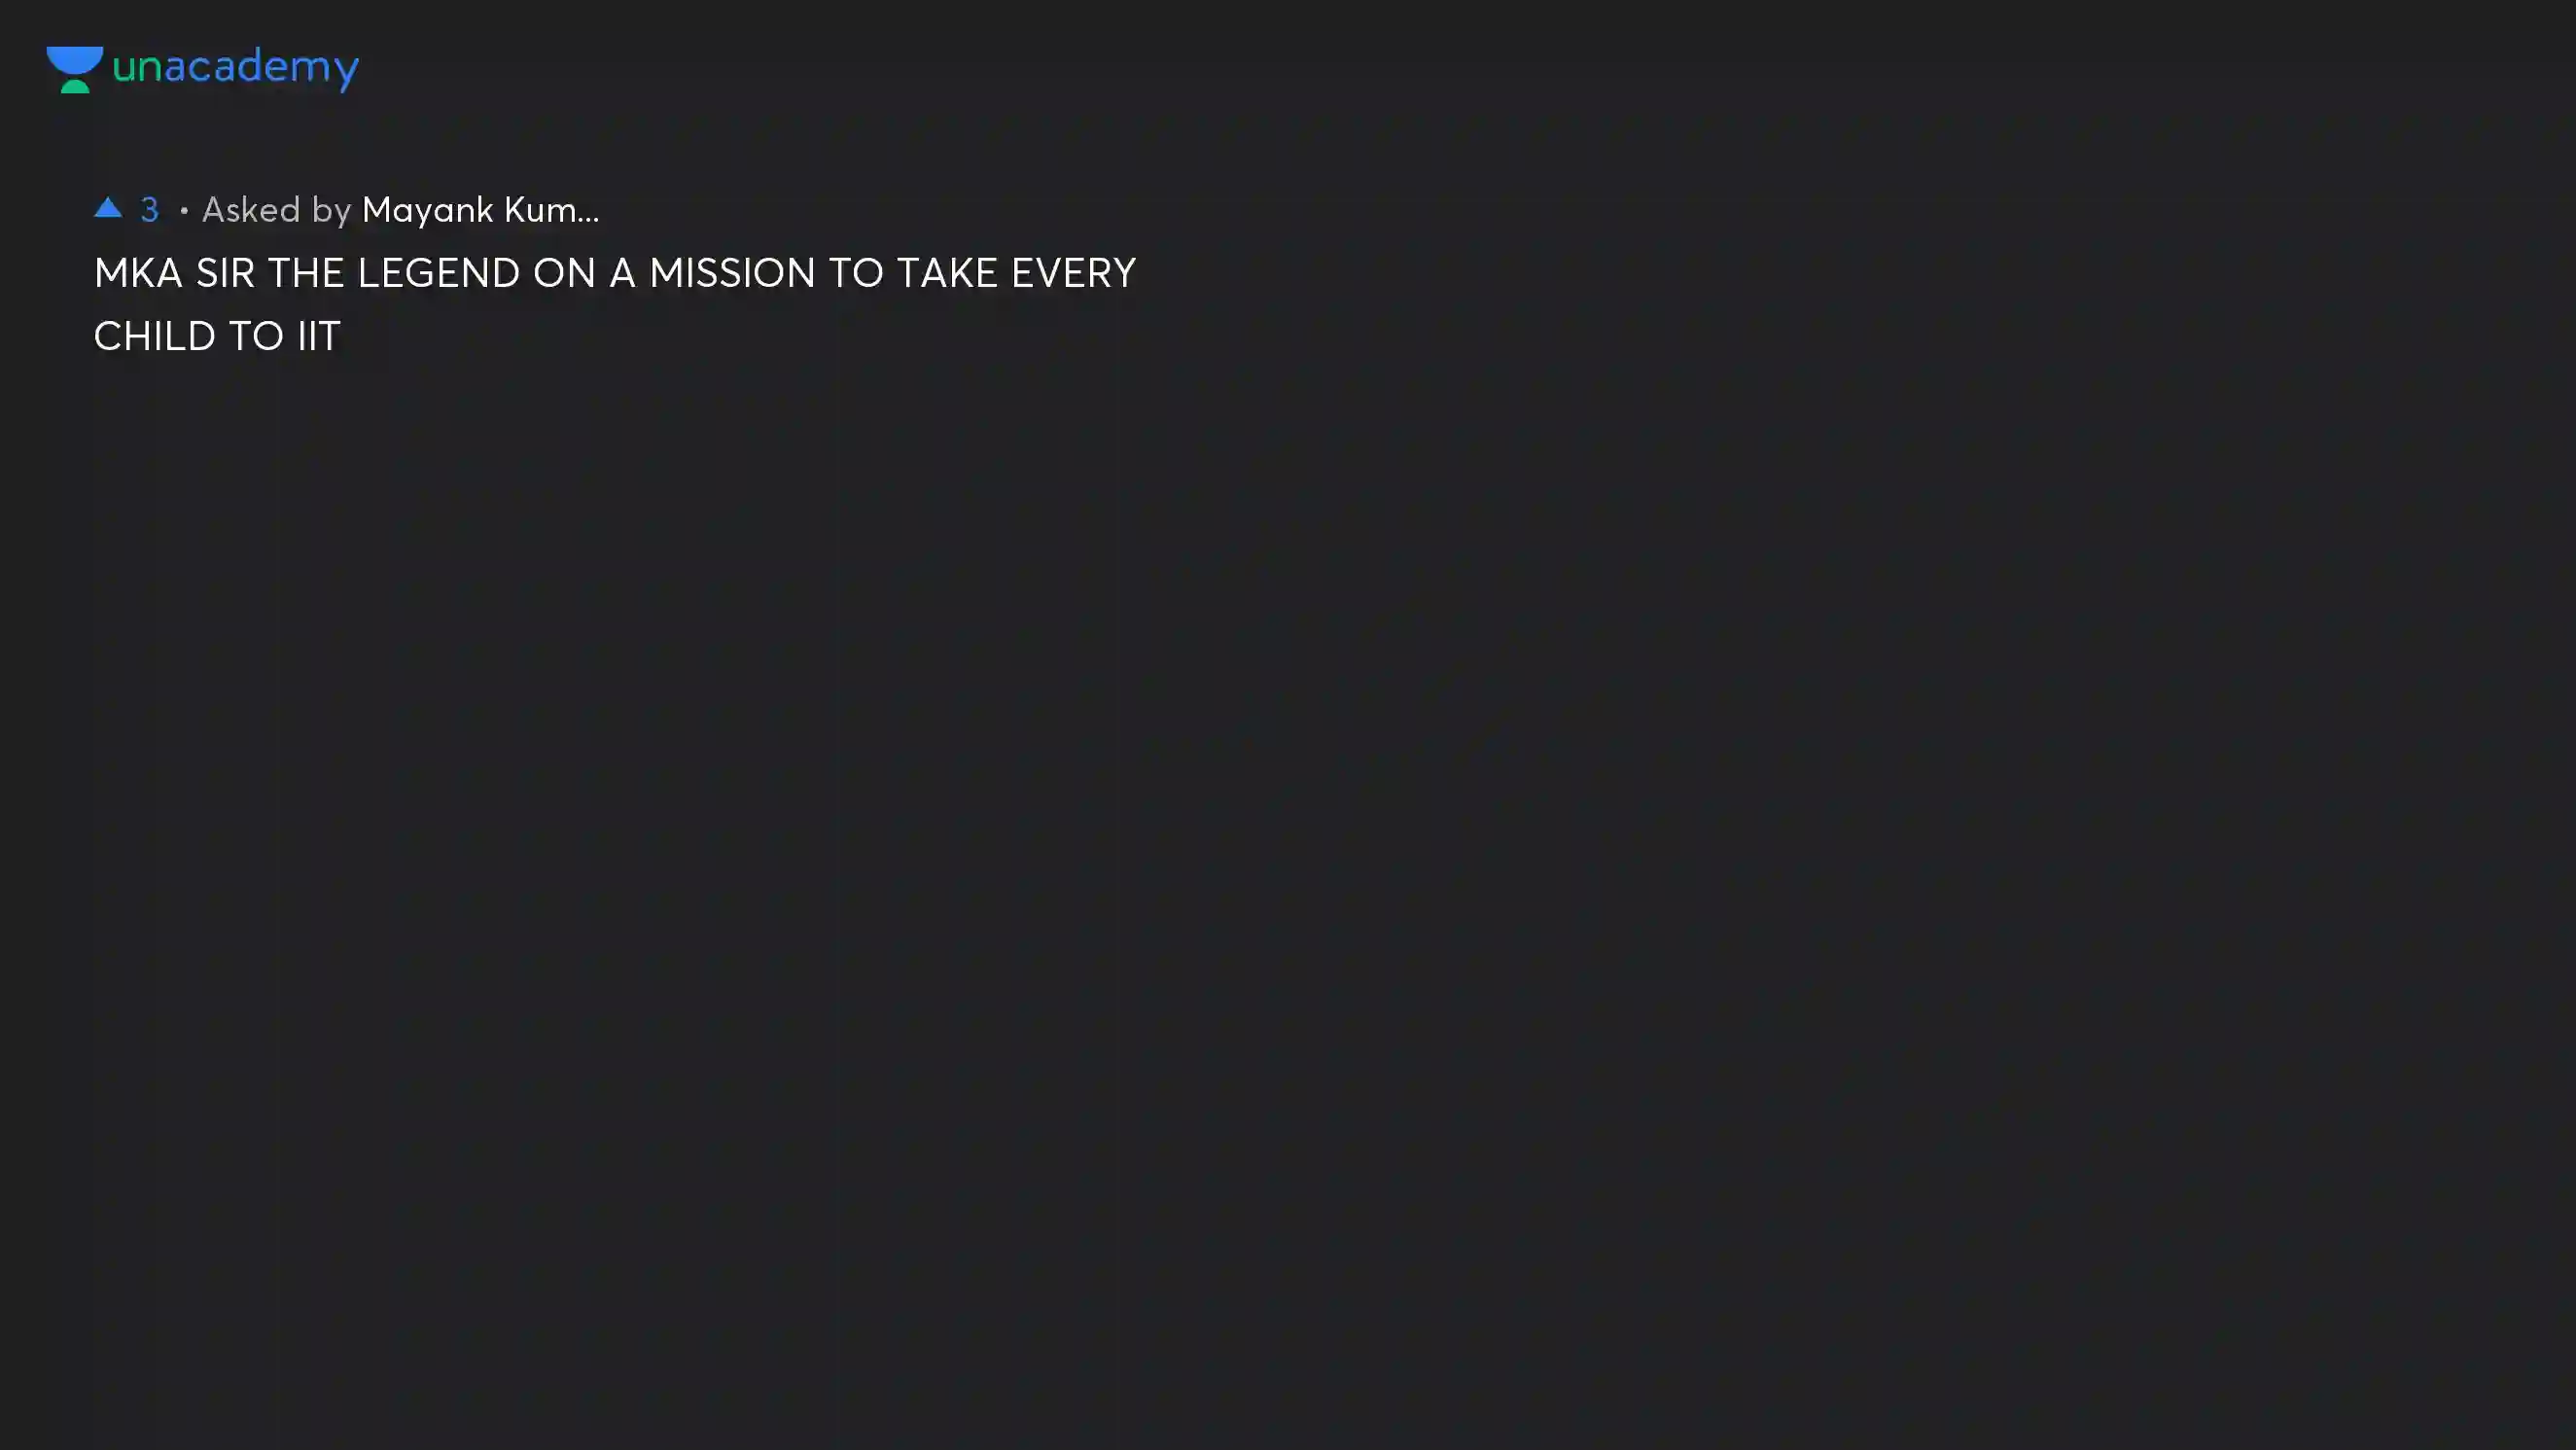 unacademy
3 • Asked by Mayank Kum...
MKA SIR THE LEGEND ON A MISSION TO TAKE EVERY
CHILD TO IIT